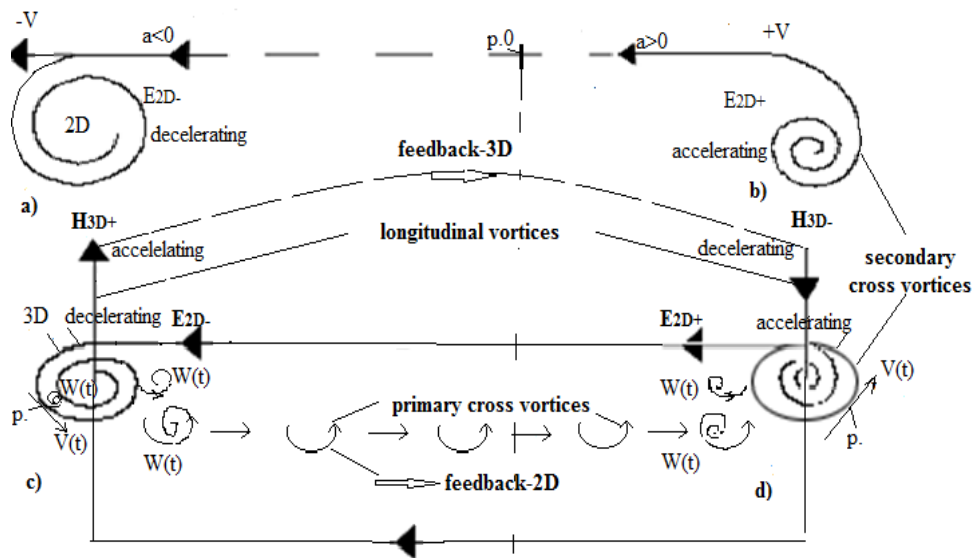 -V
a<0
p.0
a>0
+V
E2D-
2D
decelerating
E2D+
accelerating
feedback-3D
a)
b)
H3D+
accelelating
longitudinal vortices
H3D-
decelerating
secondary
cross vortices
3D
decelerating
E2D-
E2D+
accelerating
W(t)
W(t)
W(t)
V(t)
p.
V(t)
primary cross vortices
p.
W(t)
W(t)
c)
feedback-2D
d)